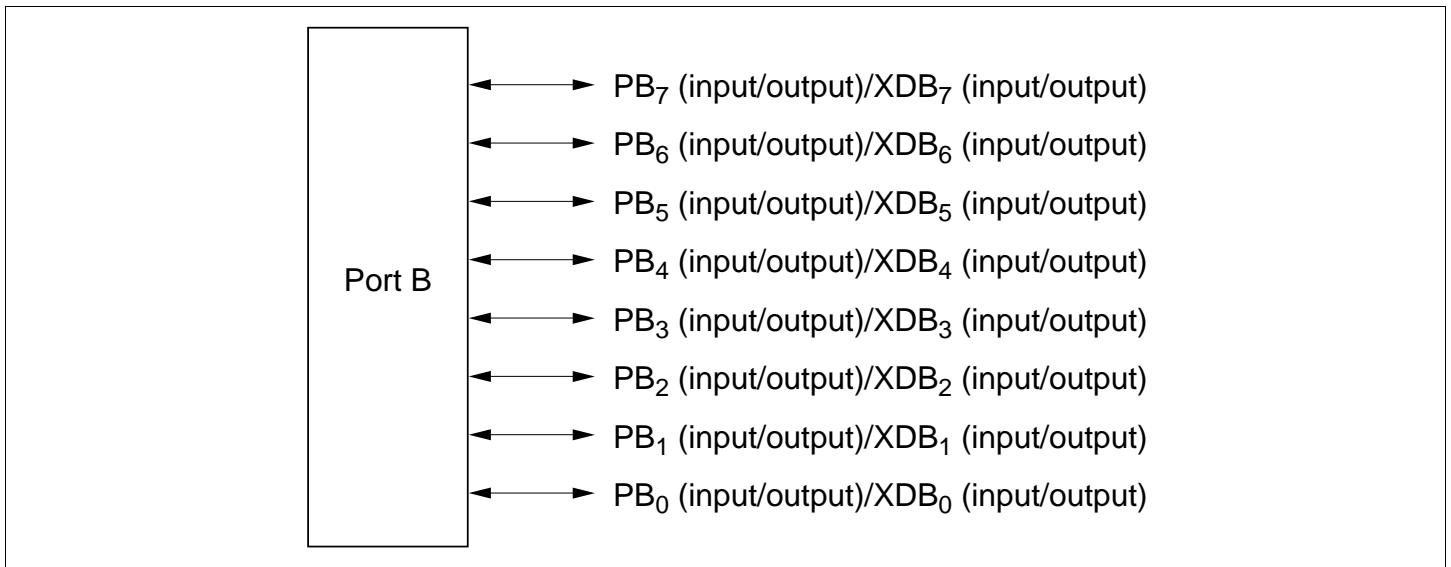 PB7 (input/output)/XDB7 (input/output)
PB6 (input/output)/XDB6 (input/output)
PB5 (input/output)/XDB5 (input/output)
PB4 (input/output)/XDB4 (input/output)
Port B
PB3 (input/output)/XDB3 (input/output)
PB2 (input/output)/XDB2 (input/output)
PB1 (input/output)/XDB1 (input/output)
PB0 (input/output)/XDB0 (input/output)